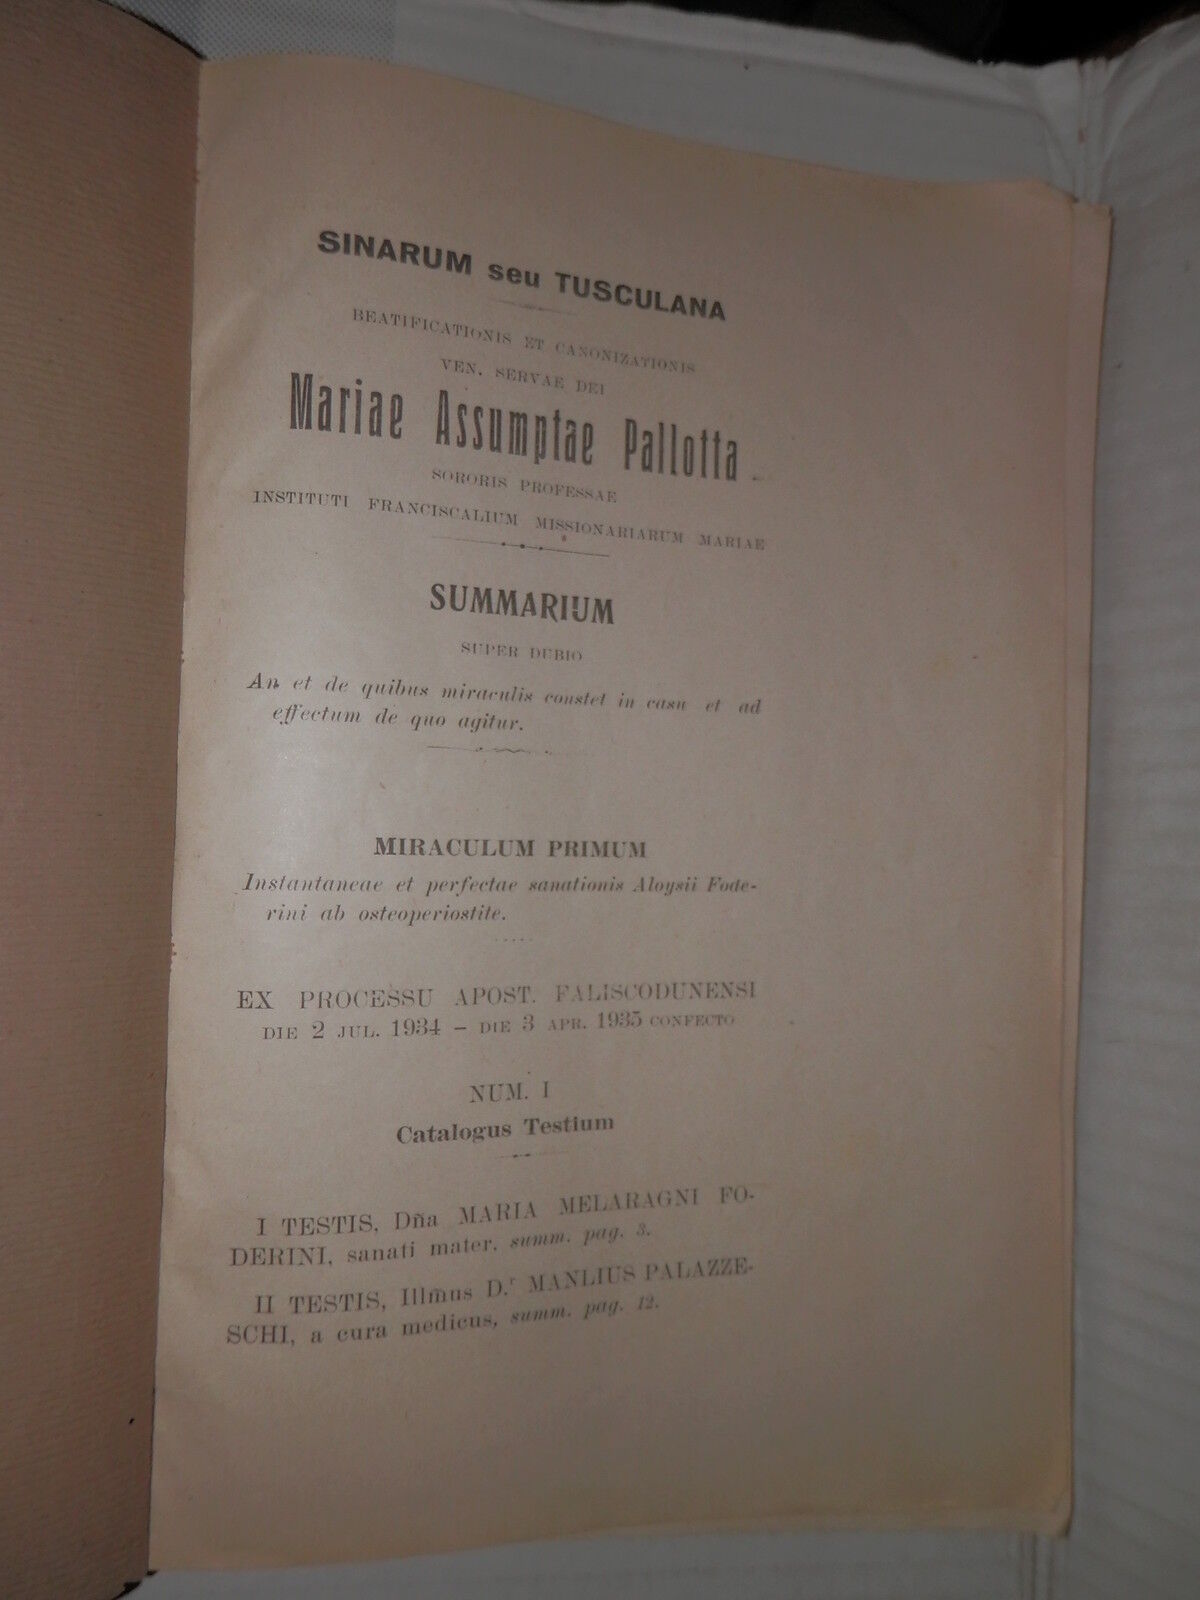 SINARUM seu TUSCULANA
BEATIFICATIONIS ET CANONIZATIONIS
VEN. SERVAE DEI
Mariae Assumptae Pallotta
SORORIS PROFESSAE
INSTITUTI FRANCISCALIUM MISSIONARIARUM MARIAE
SUMMARIUM
SUPER DUBIO
An et de quibus miraculis constet in casu et ad
effectum de quo agitur.
MIRACULUM PRIMUM
Instantaneae et perfectae sanationis Aloysii Fode-
rini ab osteoperiostite.
EX PROCESSU APOST. FALISCODUNENSI
DIE 2 JUL. 1934 – DIE 3 APR. 1935 CONFECTO
NUM. I
Catalogus Testium
I TESTIS, Dña MARIA MELARAGNI FO-
DERINI, sanati mater. summ. pag. 3.
II TESTIS, Illm̃us D.r MANLIUS PALAZZE-
SCHI, a cura medicus, summ. pag. 12.